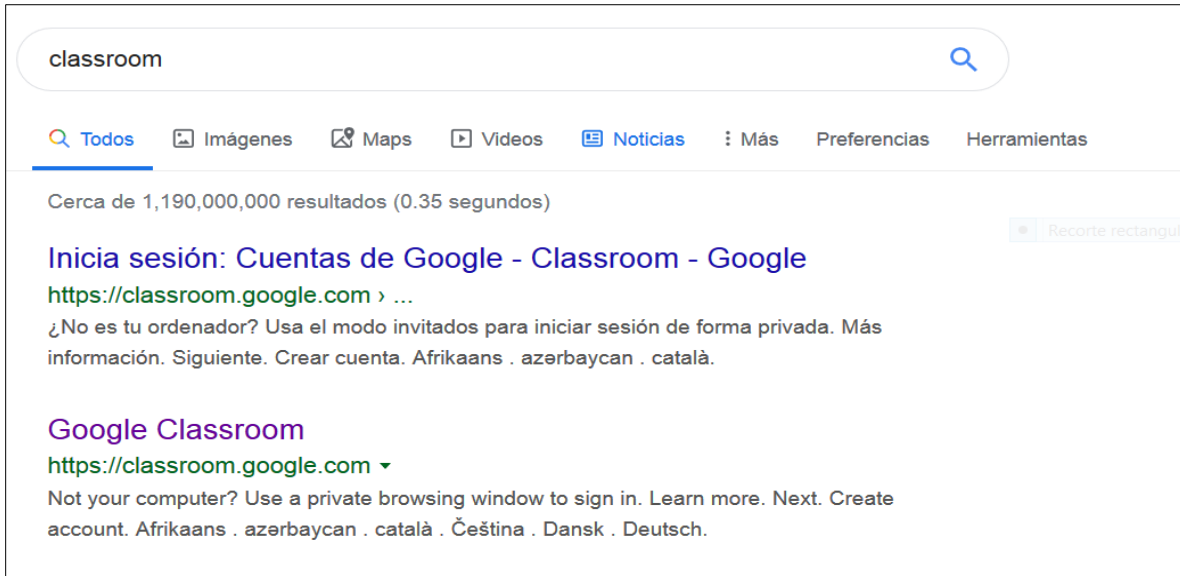 classroom
Todos Imágenes Maps Videos Noticias Más Preferencias Herramientas
Cerca de 1,190,000,000 resultados (0.35 segundos)
Recorte rectangul
Inicia sesión: Cuentas de Google - Classroom - Google
https://classroom.google.com › ...
¿No es tu ordenador? Usa el modo invitados para iniciar sesión de forma privada. Más
información. Siguiente. Crear cuenta. Afrikaans . azərbaycan . català.
Google Classroom
https://classroom.google.com
Not your computer? Use a private browsing window to sign in. Learn more. Next. Create
account. Afrikaans . azərbaycan . català . Čeština . Dansk . Deutsch.